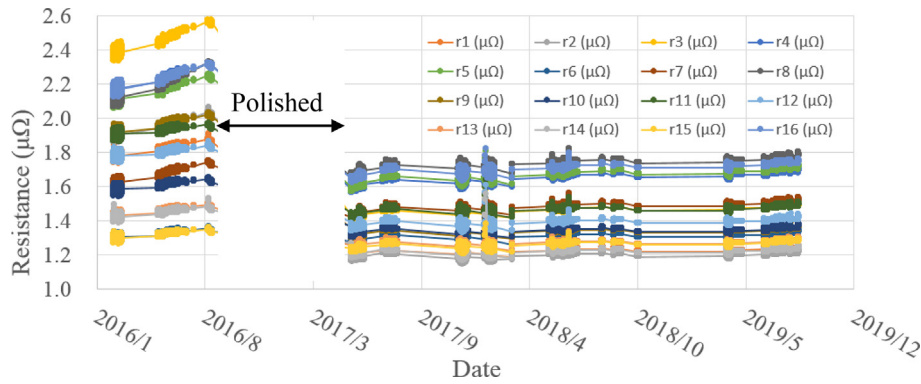 2.6
2.4
2.2
2.0
1.8
1.6
1.4
1.2
1.0
Resistance (μΩ)
Polished
r1 (μΩ) r2 (μΩ) r3 (μΩ) r4 (μΩ)
r5 (μΩ) r6 (μΩ) r7 (μΩ) r8 (μΩ)
r9 (μΩ) r10 (μΩ) r11 (μΩ) r12 (μΩ)
r13 (μΩ) r14 (μΩ) r15 (μΩ) r16 (μΩ)
2016/1 2016/8 2017/3 2017/9 2018/4 2018/10 2019/5 2019/12
Date